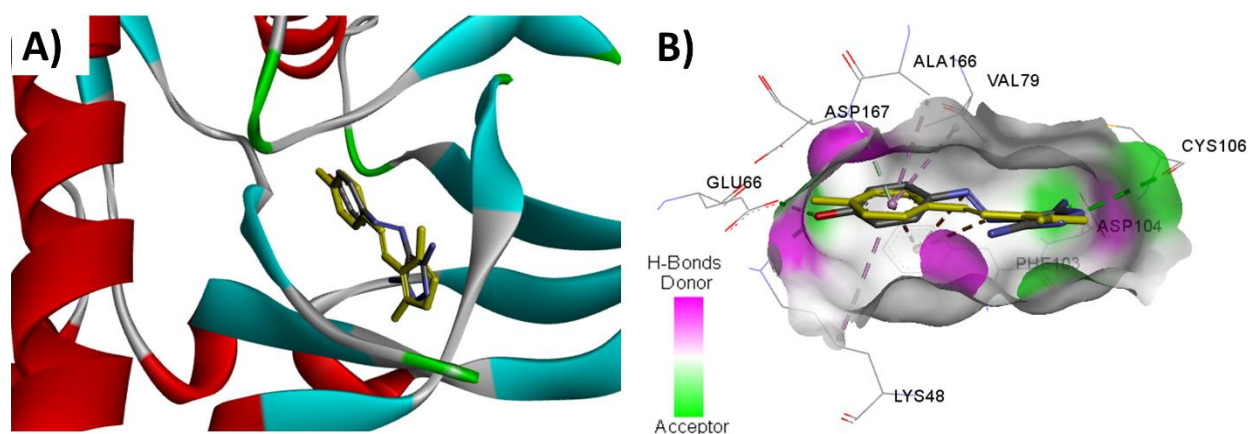 A)
B)
ALA166
VAL79
ASP167
CYS106
GLU66
ASP104
PHE103
H-Bonds
Donor
LYS48
Acceptor